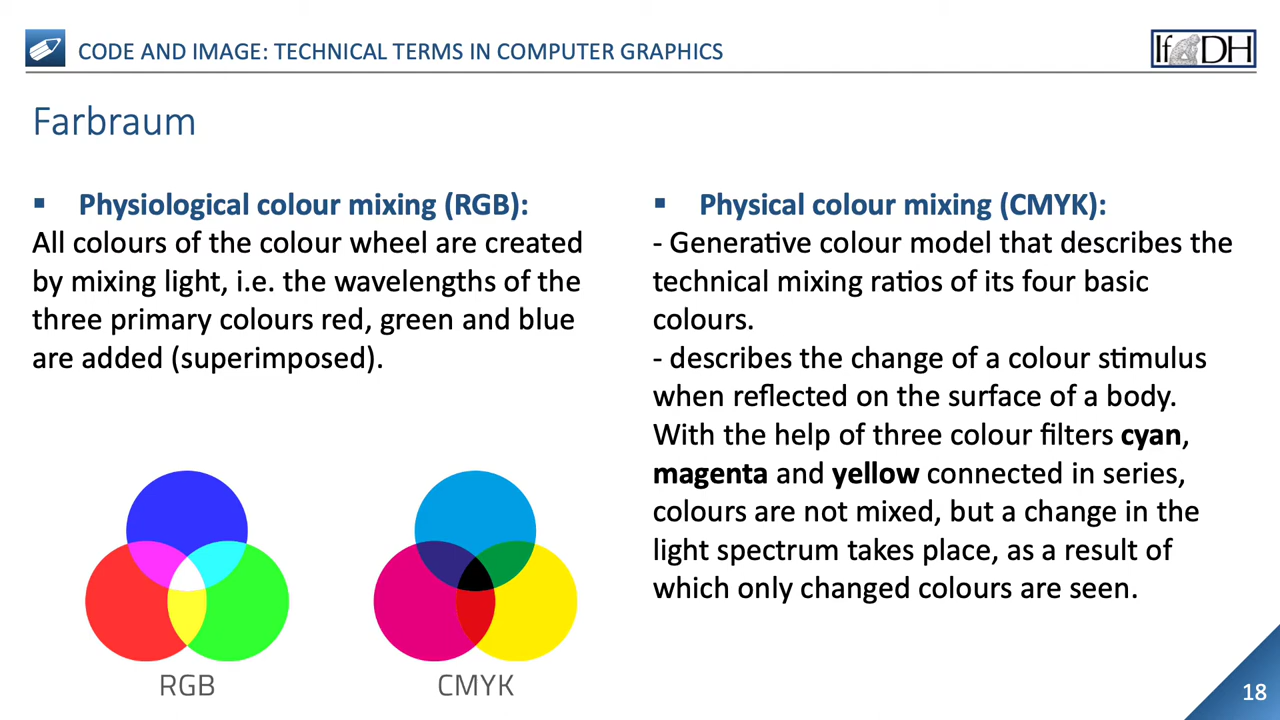 CODE AND IMAGE: TECHNICAL TERMS IN COMPUTER GRAPHICS
IfDH
Farbraum
▪ Physiological colour mixing (RGB):
All colours of the colour wheel are created
by mixing light, i.e. the wavelengths of the
three primary colours red, green and blue
are added (superimposed).
▪ Physical colour mixing (CMYK):
- Generative colour model that describes the
technical mixing ratios of its four basic
colours.
- describes the change of a colour stimulus
when reflected on the surface of a body.
With the help of three colour filters cyan,
magenta and yellow connected in series,
colours are not mixed, but a change in the
light spectrum takes place, as a result of
which only changed colours are seen.
RGB
CMYK
18